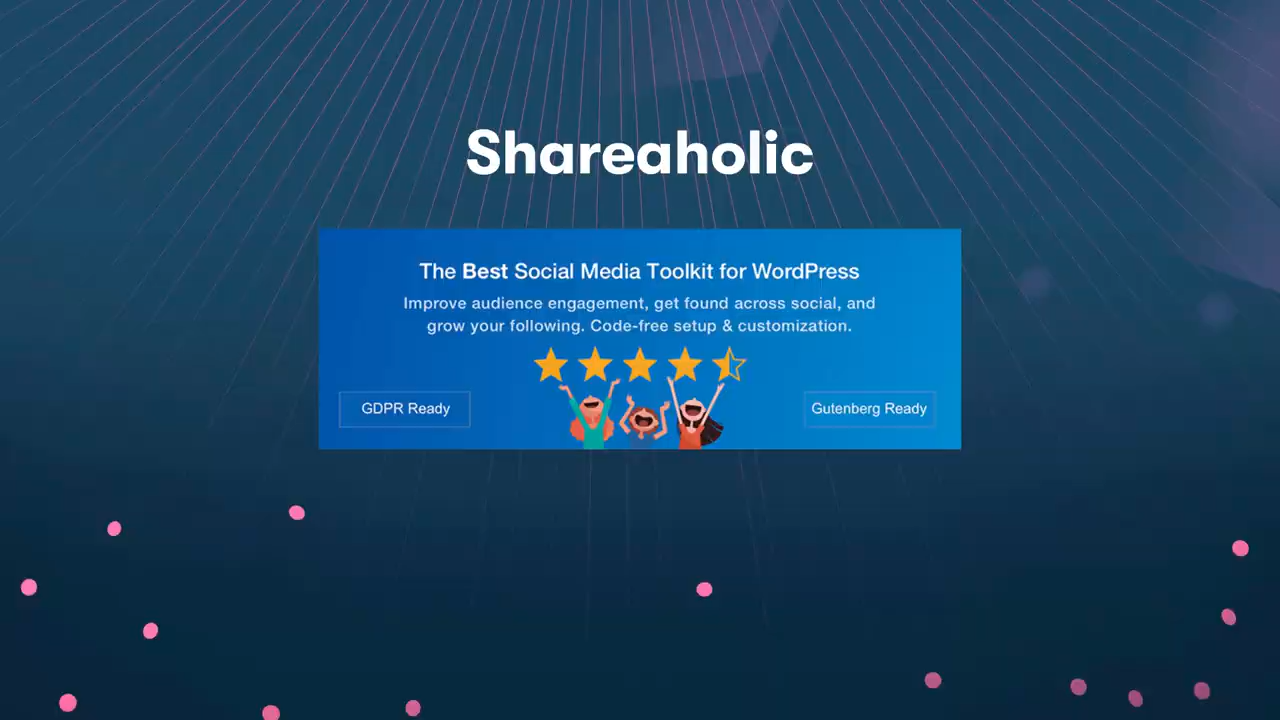 Shareaholic
The Best Social Media Toolkit for WordPress
Improve audience engagement, get found across social, and
grow your following. Code-free setup & customization.
GDPR Ready
Gutenberg Ready